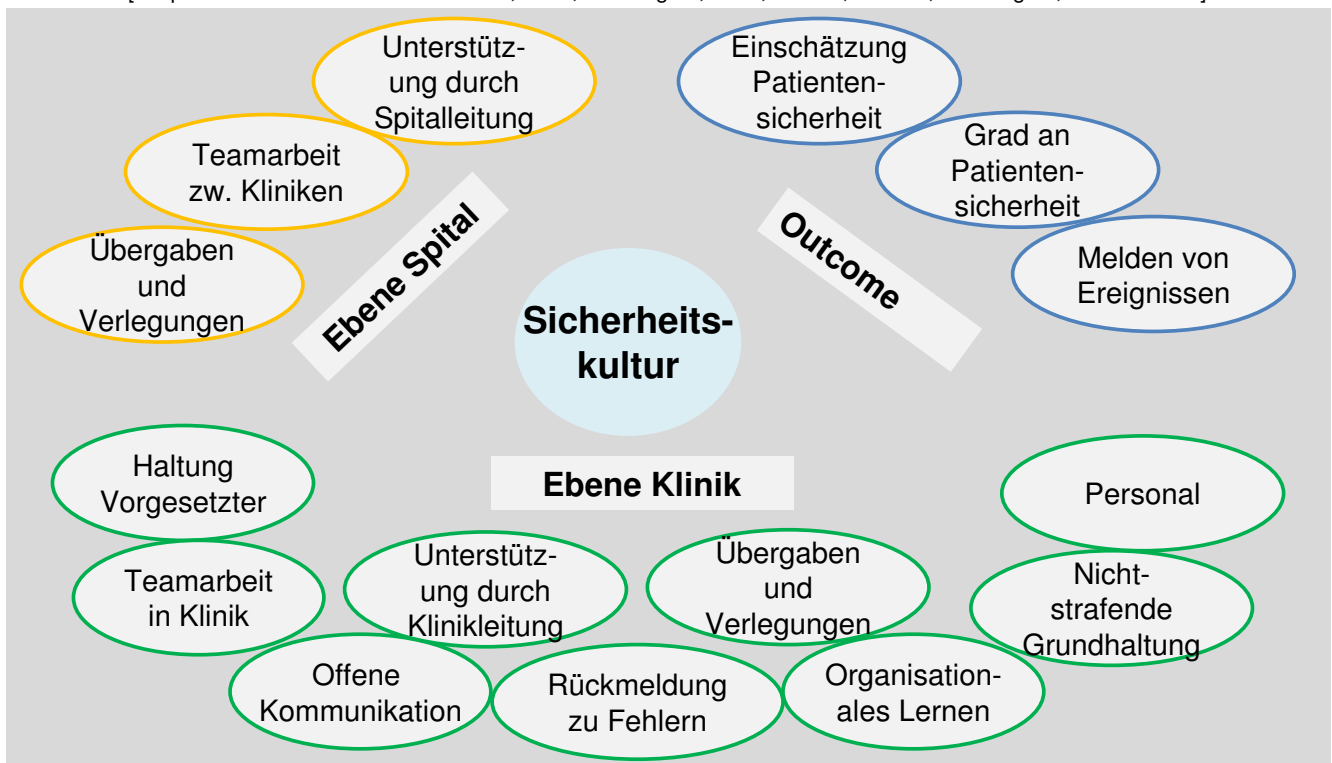 Unterstütz-
ung durch
Spitalleitung
Teamarbeit
zw. Kliniken
Übergaben
und
Verlegungen
Ebene Spital
Einschätzung
Patienten-
sicherheit
Grad an
Patienten-
sicherheit
Melden von
Ereignissen
Outcome
Sicherheits-
kultur
Ebene Klinik
Haltung
Vorgesetzter
Teamarbeit
in Klinik
Offene
Kommunikation
Unterstütz-
ung durch
Klinikleitung
Rückmeldung
zu Fehlern
Übergaben
und
Verlegungen
Organisation-
ales Lernen
Nicht-
strafende
Grundhaltung
Personal